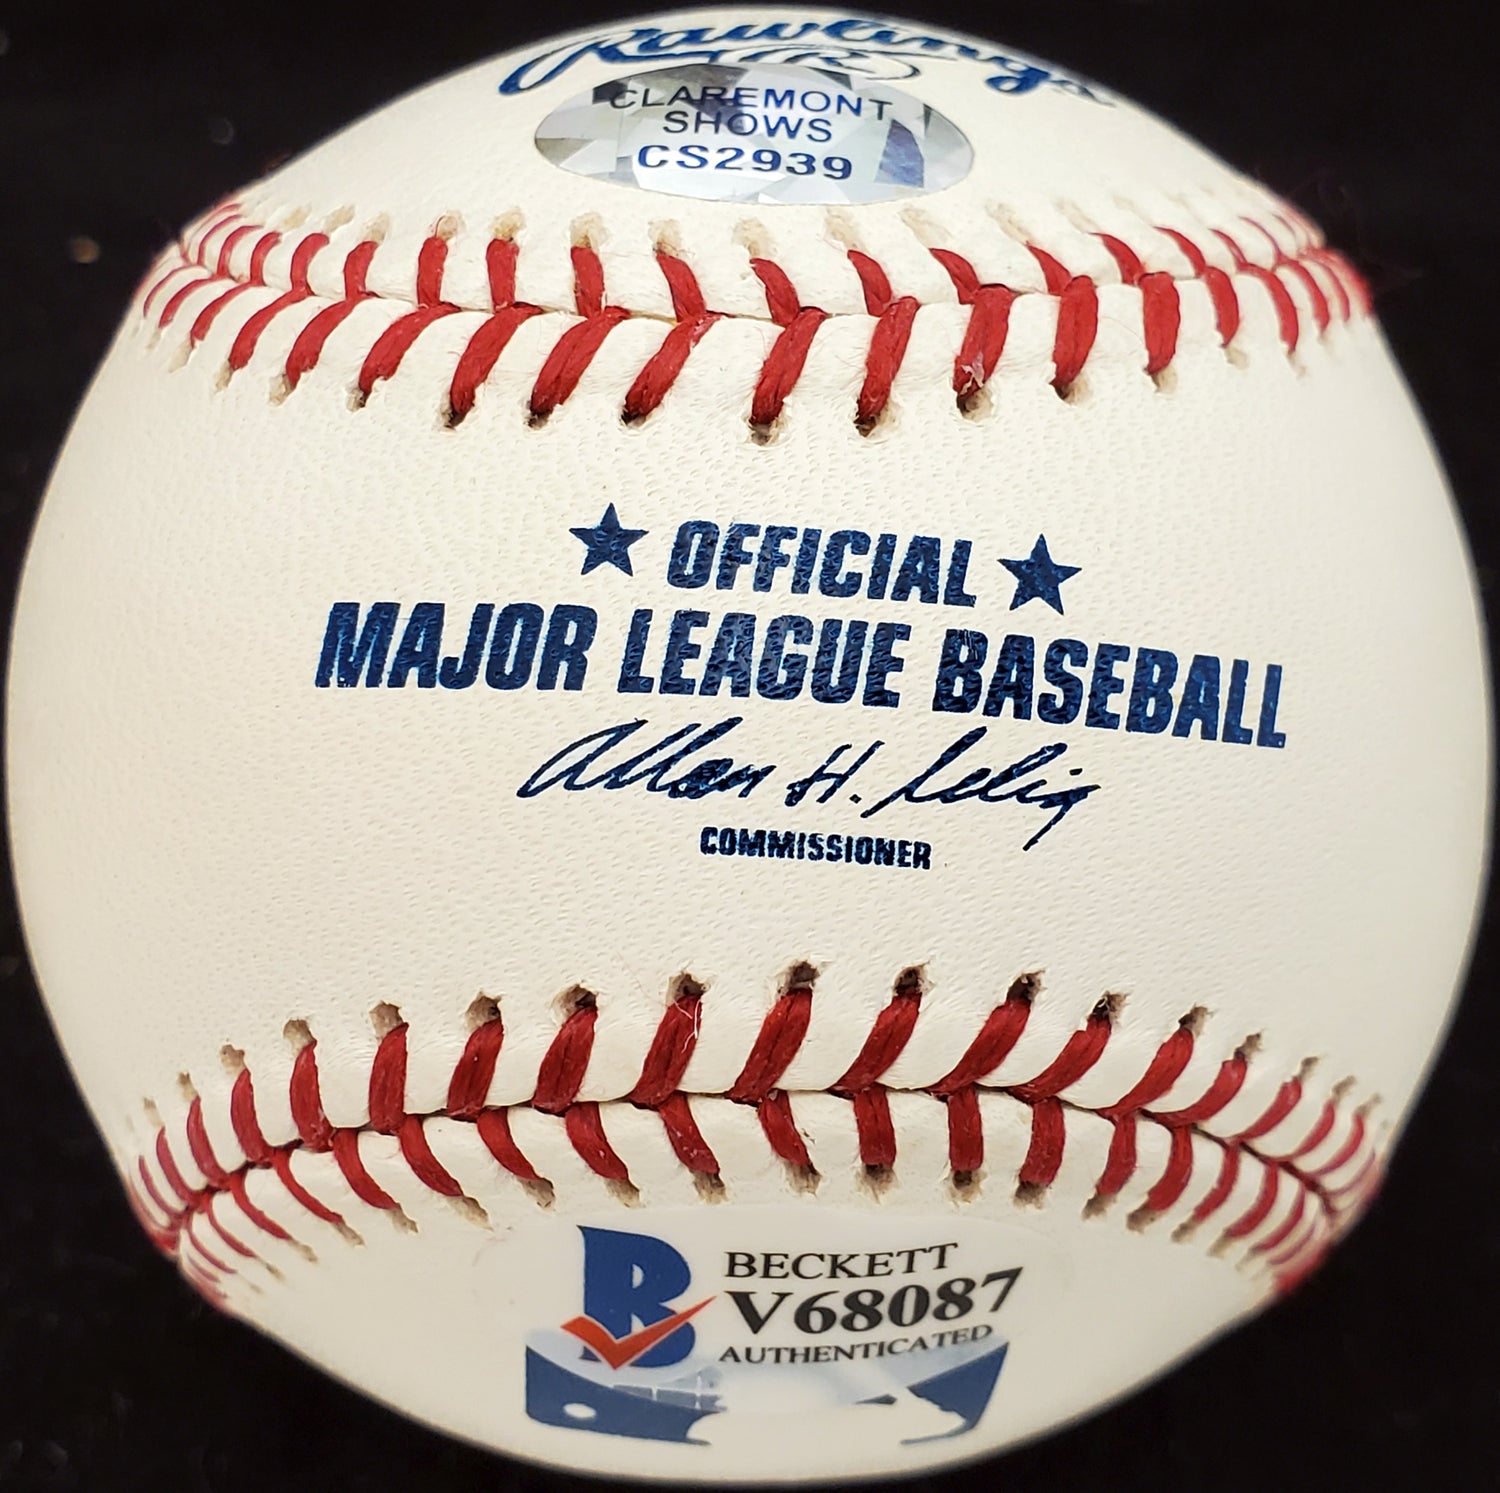 Rawlings
R
CLAREMONT
SHOWS
CS2939
OFFICIAL
MAJOR LEAGUE BASEBALL
Allan H. Selig
COMMISSIONER
BECKETT
V68087
AUTHENTICATED
B